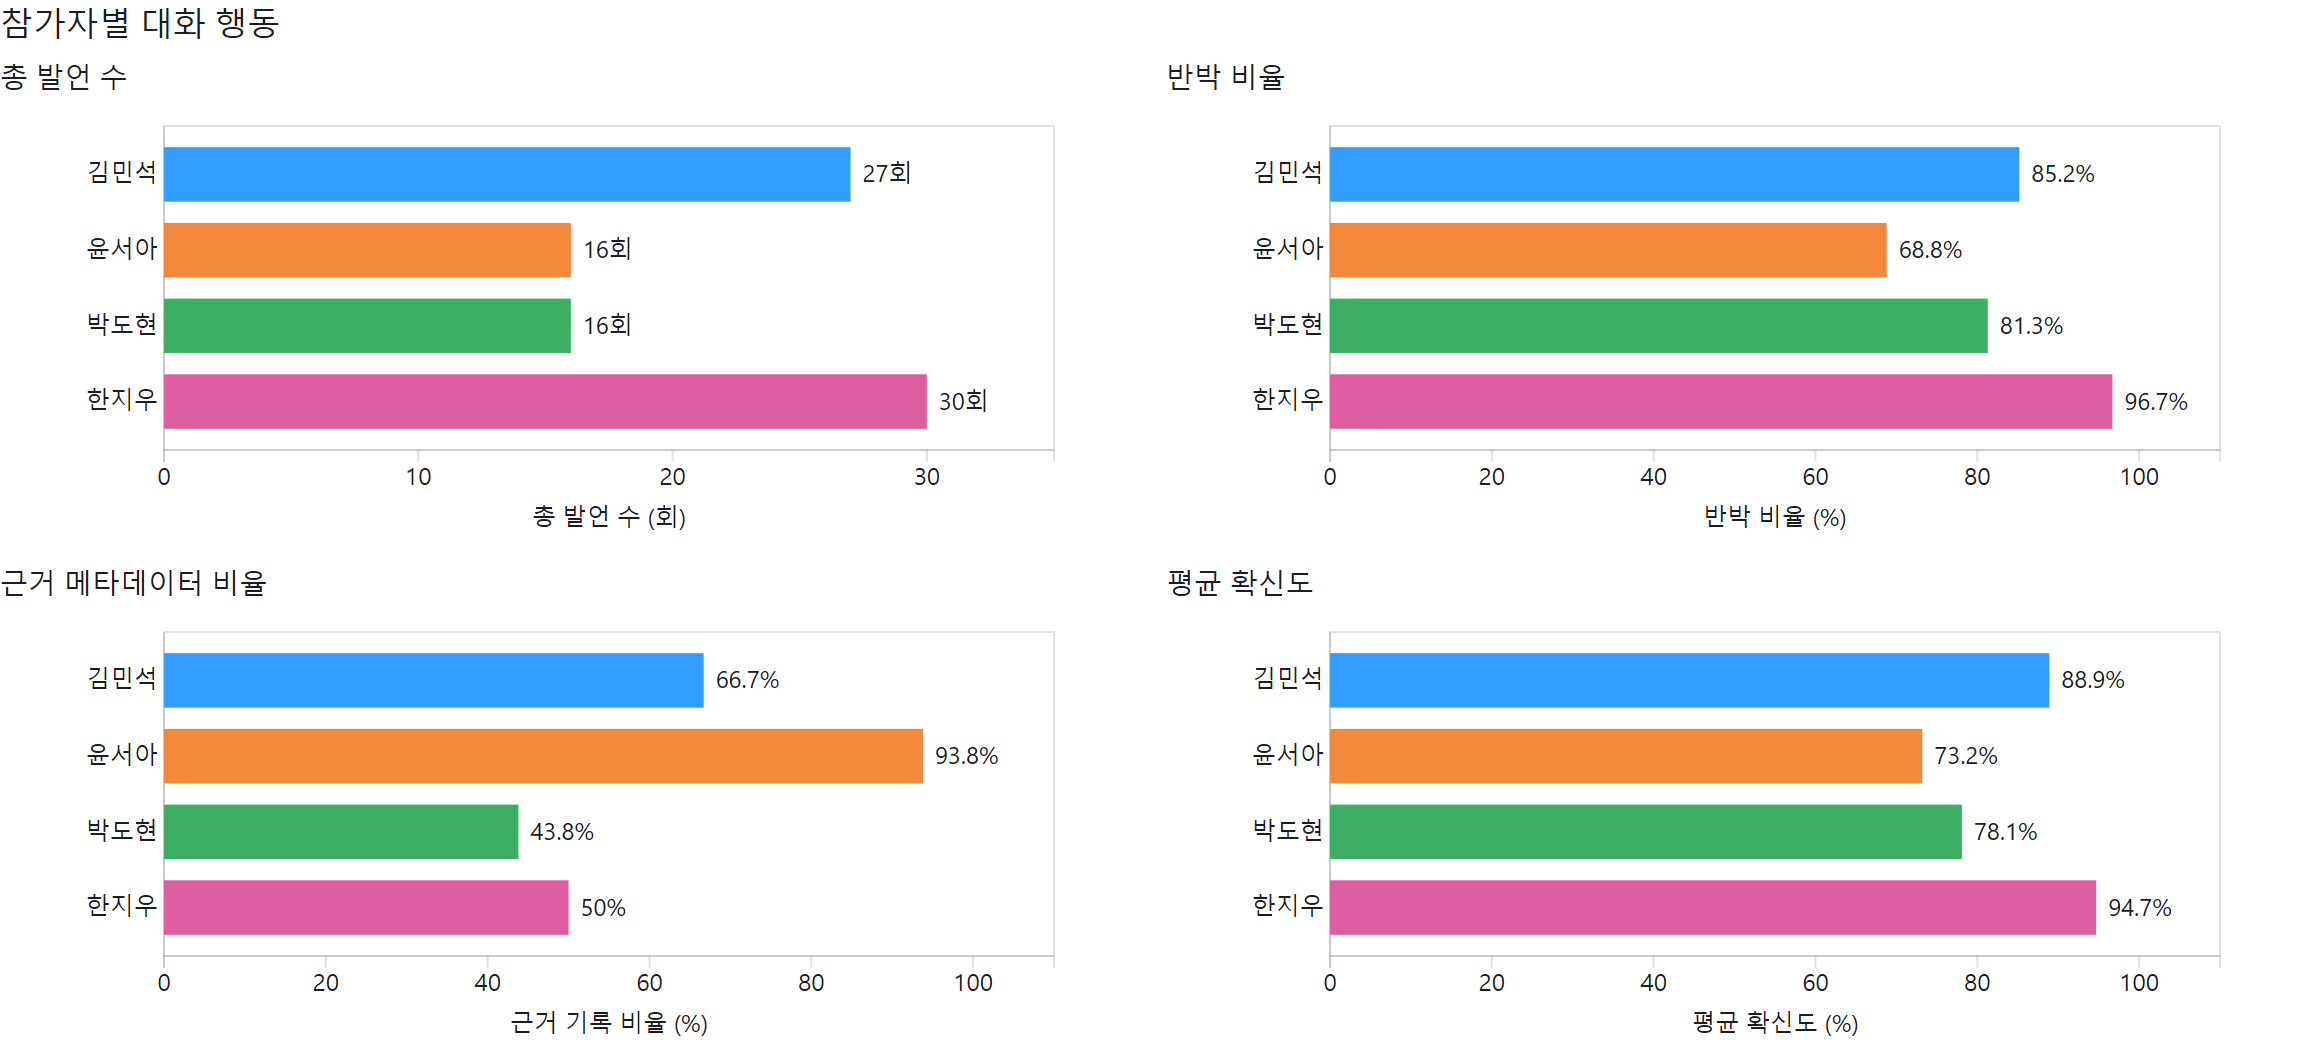 참가자별 대화 행동
총 발언 수
김민석
27회
윤서아
16회
박도현
16회
한지우
30회
0 10 20 30
총 발언 수 (회)
반박 비율
김민석
85.2%
윤서아
68.8%
박도현
81.3%
한지우
96.7%
0 20 40 60 80 100
반박 비율 (%)
근거 메타데이터 비율
김민석
66.7%
윤서아
93.8%
박도현
43.8%
한지우
50%
0 20 40 60 80 100
근거 기록 비율 (%)
평균 확신도
김민석
88.9%
윤서아
73.2%
박도현
78.1%
한지우
94.7%
0 20 40 60 80 100
평균 확신도 (%)